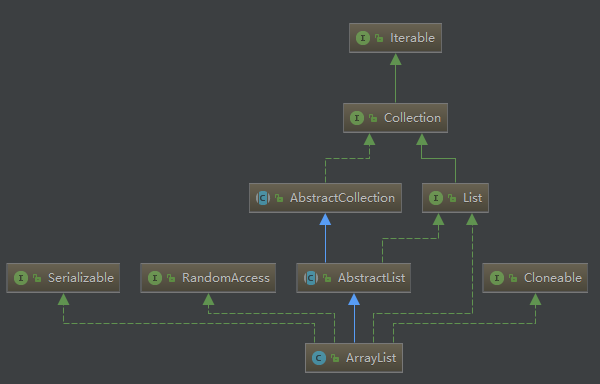 I Iterable
I Collection
C AbstractCollection
I List
I Serializable
I RandomAccess
C AbstractList
I Cloneable
C ArrayList